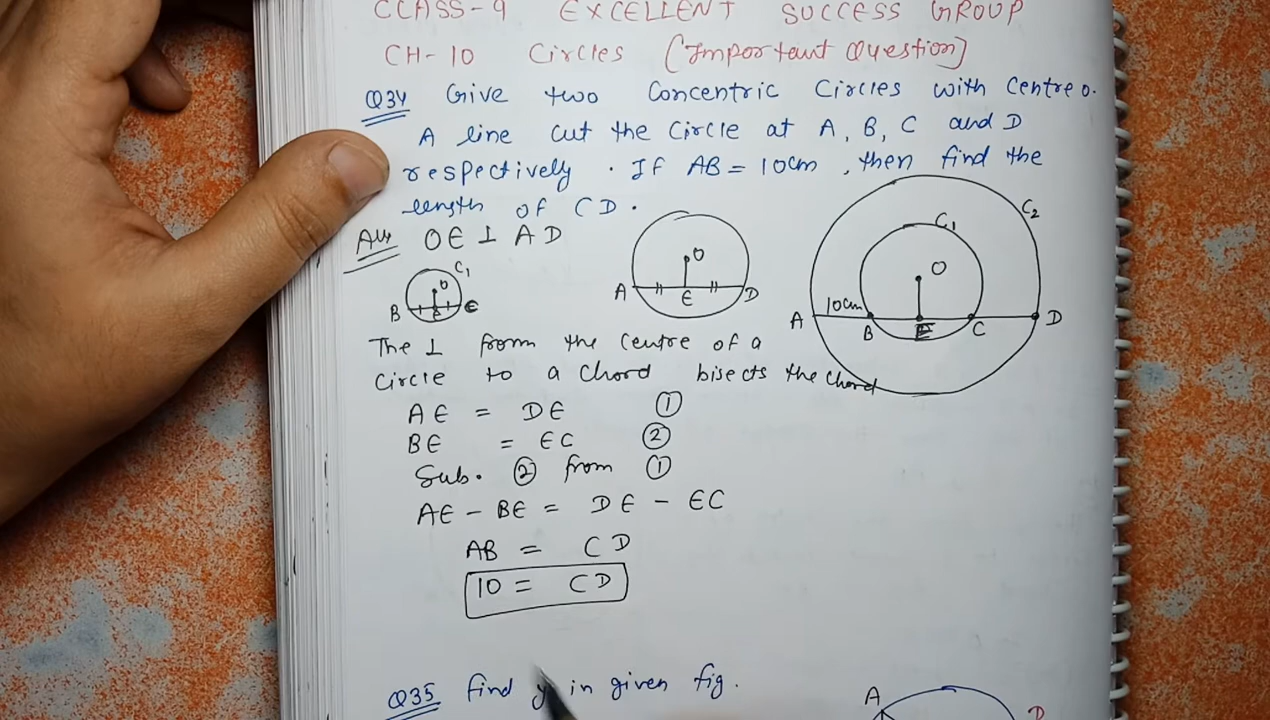 CLASS-9 EXCELLENT SUCCESS GROUP
CH-10 Circles (Important Question)
Q34 Give two Concentric Circles with Centre O.
A line cut the Circle at A, B, C and D
respectively. If AB = 10cm, then find the
length of CD.
Ans OE ⊥ AD
C1
O
B E
O
A E D
C2
C1
O
10cm
A B E C D
The ⊥ from the Centre of a
Circle to a Chord bisects the Chord
AE = DE ①
BE = EC ②
Sub. ② from ①
AE - BE = DE - EC
AB = CD
10 = CD
Q35 find y in given fig.
A
D